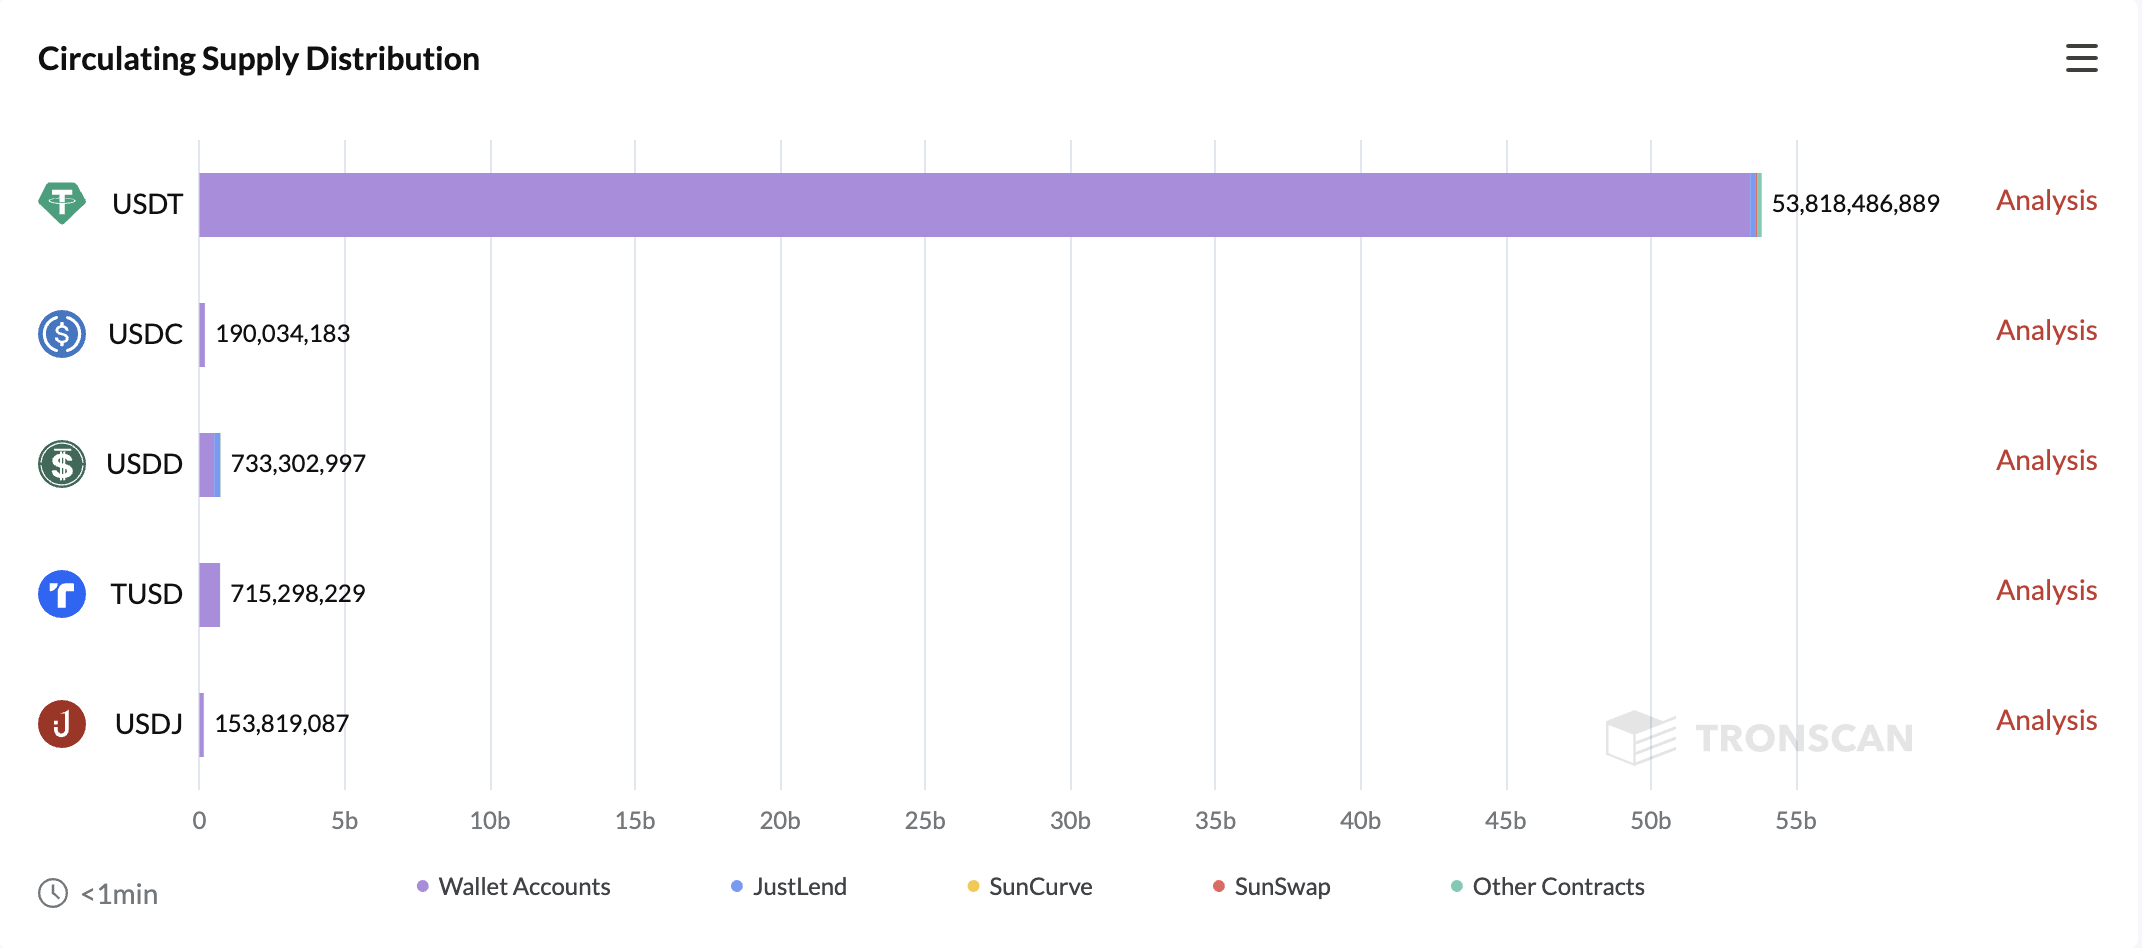 Circulating Supply Distribution
USDT 53,818,486,889 Analysis
USDC 190,034,183 Analysis
USDD 733,302,997 Analysis
TUSD 715,298,229 Analysis
USDJ 153,819,087 TRONSCAN Analysis
0 5b 10b 15b 20b 25b 30b 35b 40b 45b 50b 55b
<1min Wallet Accounts JustLend SunCurve SunSwap Other Contracts